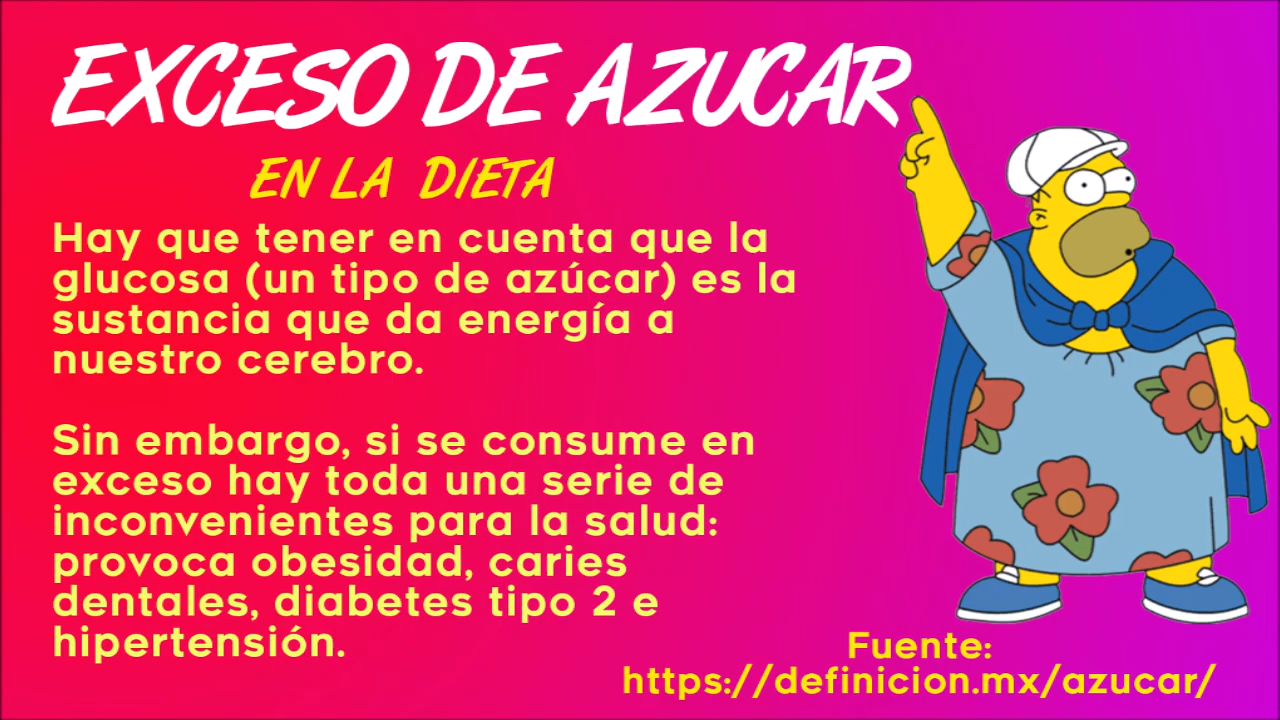 EXCESO DE AZUCAR
EN LA DIETA
Hay que tener en cuenta que la
glucosa (un tipo de azúcar) es la
sustancia que da energía a
nuestro cerebro.
Sin embargo, si se consume en
exceso hay toda una serie de
inconvenientes para la salud:
provoca obesidad, caries
dentales, diabetes tipo 2 e
hipertensión.
Fuente:
https://definicion.mx/azucar/